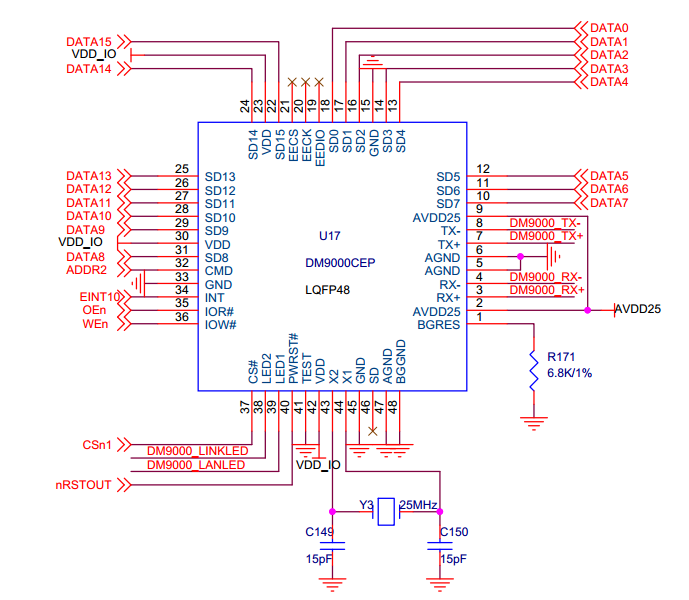 DATA15
VDD_IO
DATA14
DATA0
DATA1
DATA2
DATA3
DATA4
24
23
22
21
20
19
18
17
16
15
14
13
SD14
VDD
SD15
EECS
EECK
EEDIO
SD0
SD1
SD2
GND
SD3
SD4
DATA13 25 SD13
DATA12 26 SD12
DATA11 27 SD11
DATA10 28 SD10
DATA9 29 SD9
VDD_IO 30 VDD
DATA8 31 SD8
ADDR2 32 CMD
33 GND
EINT10 34 INT
OEn 35 IOR#
WEn 36 IOW#
U17
DM9000CEP
LQFP48
SD5 12 DATA5
SD6 11 DATA6
SD7 10 DATA7
AVDD25 9
TX- 8 DM9000_TX-
TX+ 7 DM9000_TX+
AGND 6
AGND 5
RX- 4 DM9000_RX-
RX+ 3 DM9000_RX+
AVDD25 2 AVDD25
BGRES 1
R171
6.8K/1%
CS#
LED2
LED1
PWRST#
TEST
VDD
X2
X1
GND
SD
AGND
BGGND
37
38
39
40
41
42
43
44
45
46
47
48
CSn1
DM9000_LINKLED
DM9000_LANLED
nRSTOUT
VDD_IO
Y3 25MHz
C149
15pF
C150
15pF